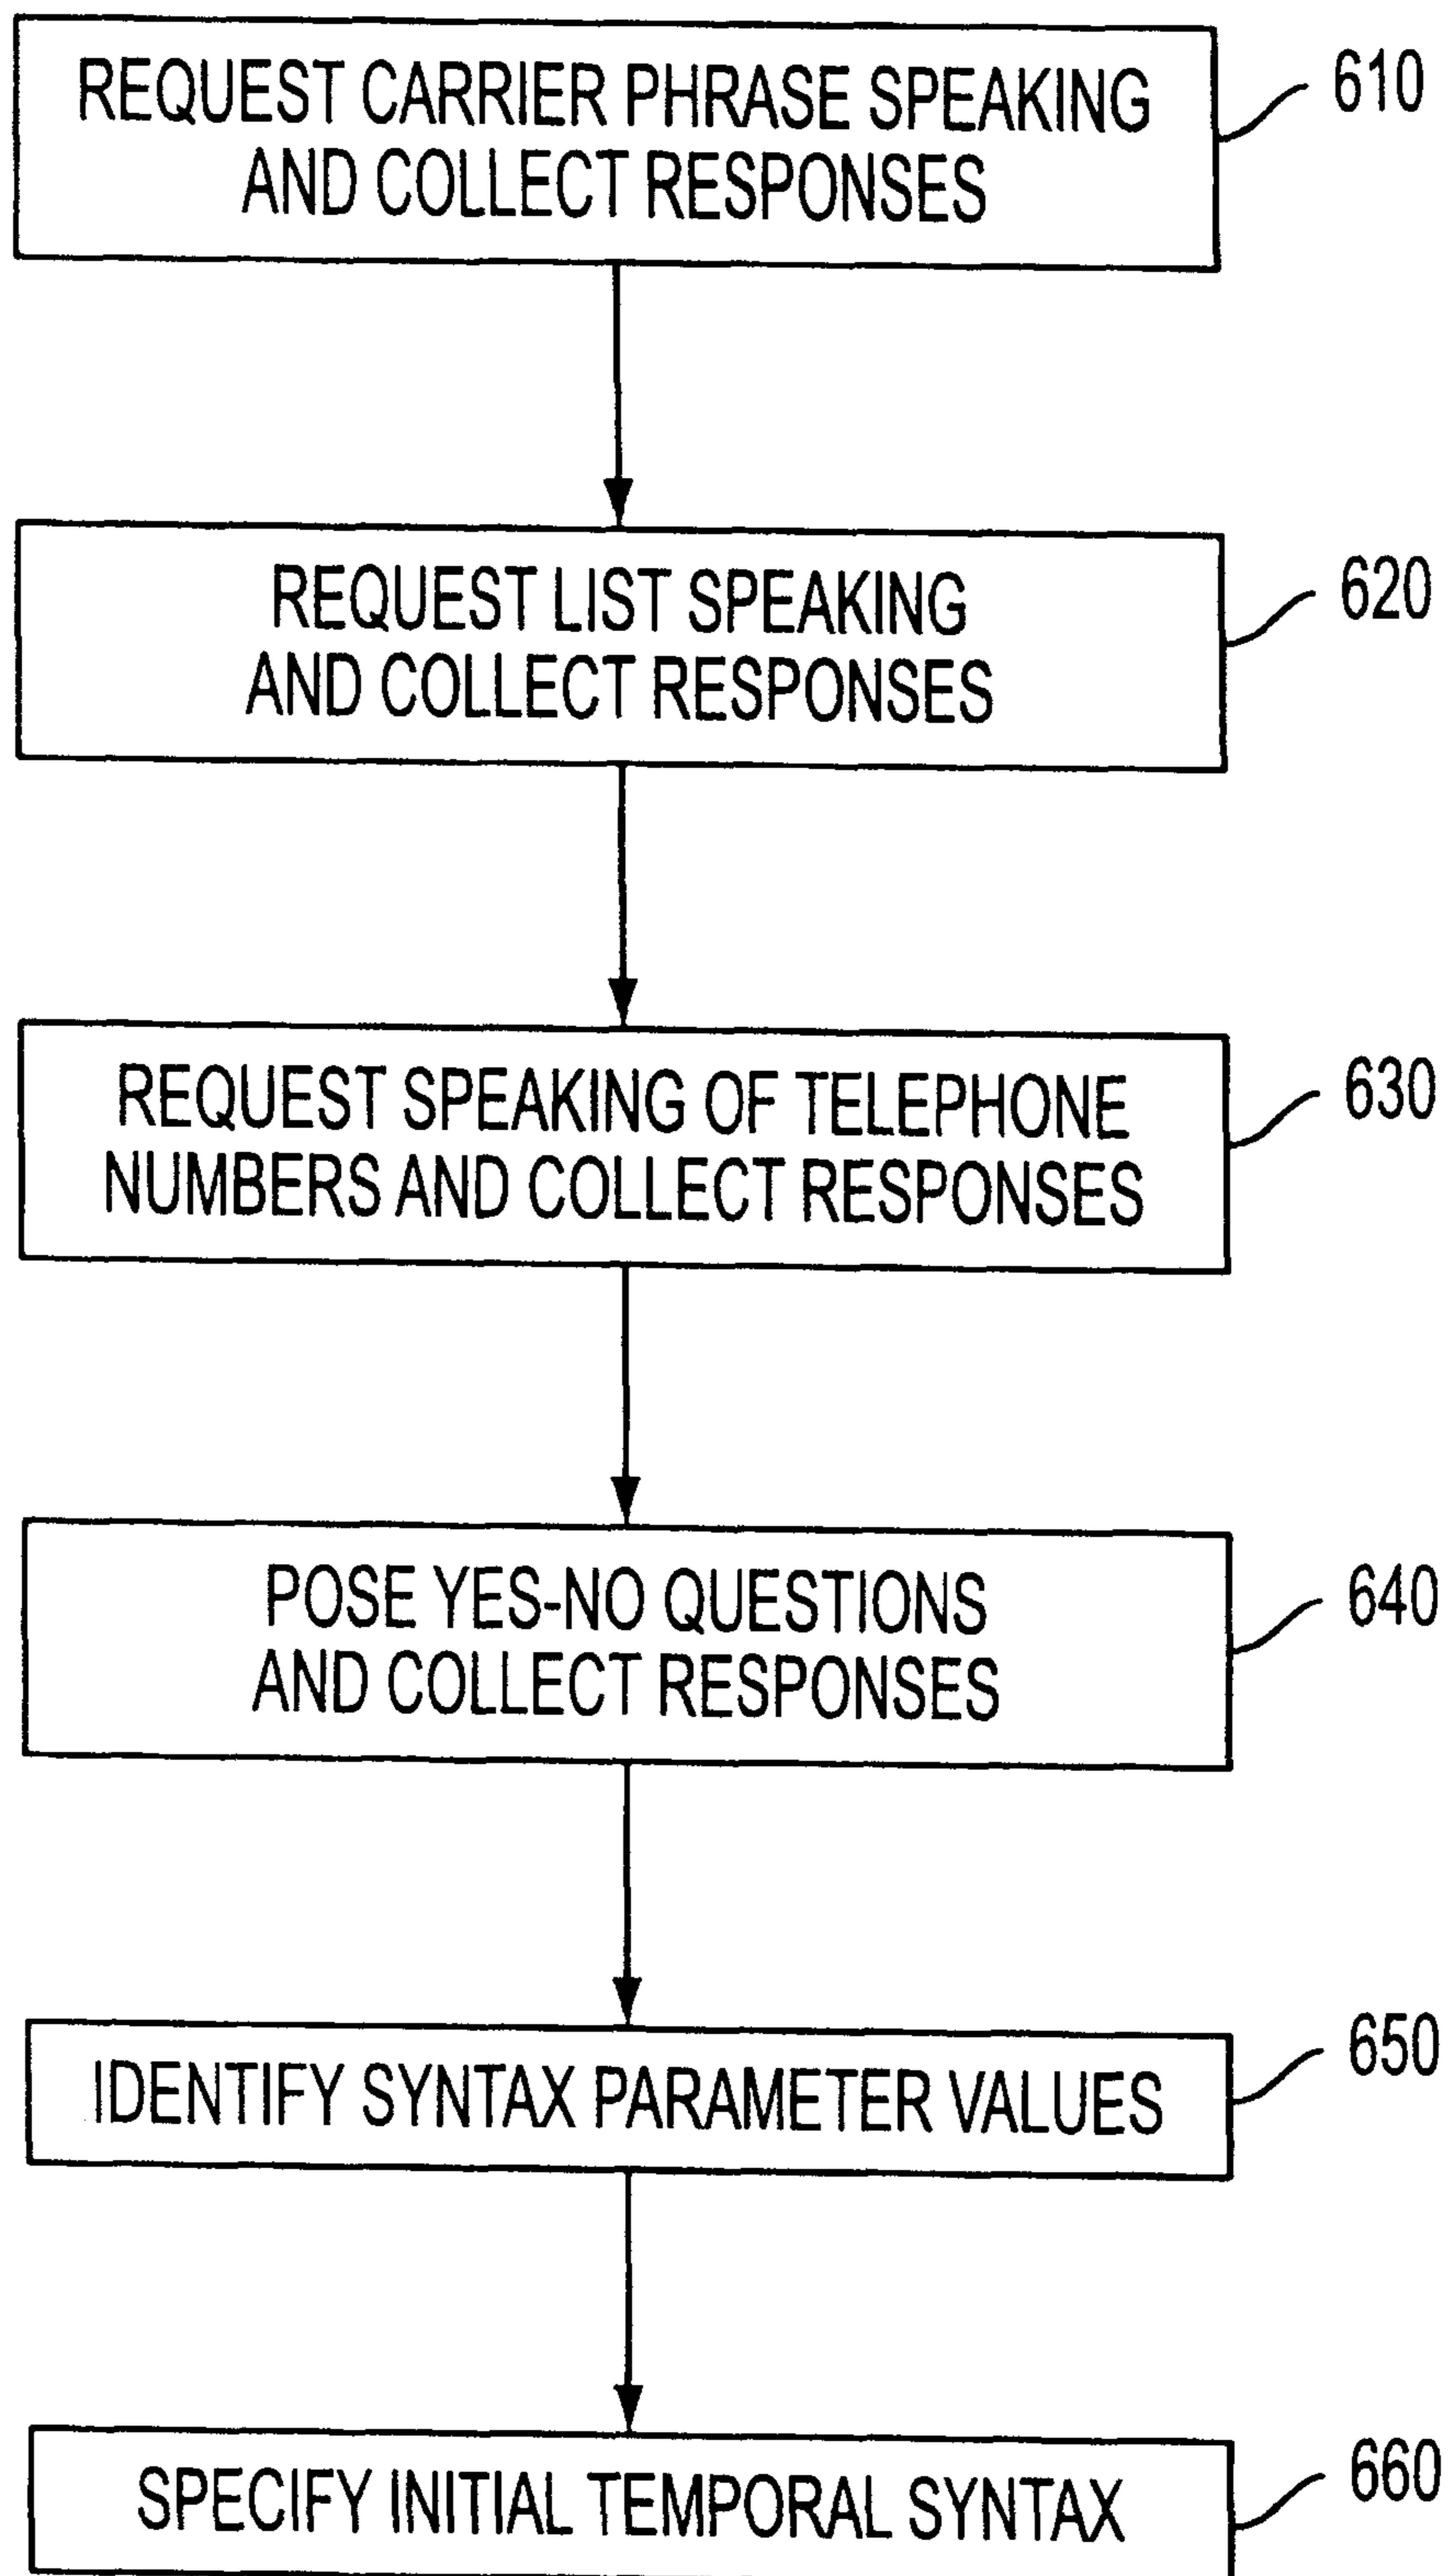 REQUEST CARRIER PHRASE SPEAKING
AND COLLECT RESPONSES
610
REQUEST LIST SPEAKING
AND COLLECT RESPONSES
620
REQUEST SPEAKING OF TELEPHONE
NUMBERS AND COLLECT RESPONSES
630
POSE YES-NO QUESTIONS
AND COLLECT RESPONSES
640
IDENTIFY SYNTAX PARAMETER VALUES
650
SPECIFY INITIAL TEMPORAL SYNTAX
660